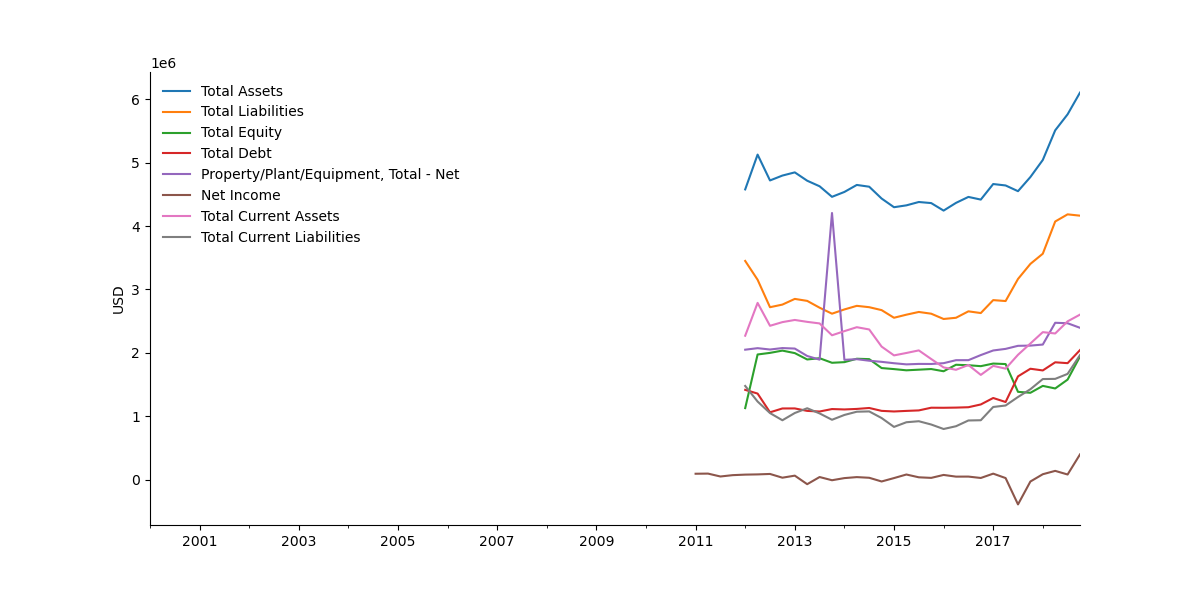 1e6
Total Assets
Total Liabilities
Total Equity
Total Debt
Property/Plant/Equipment, Total - Net
Net Income
Total Current Assets
Total Current Liabilities
6
5
4
3
2
1
0
USD
2001 2003 2005 2007 2009 2011 2013 2015 2017